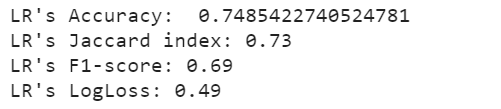 LR's Accuracy:  0.7485422740524781
LR's Jaccard index: 0.73
LR's F1-score: 0.69
LR's LogLoss: 0.49